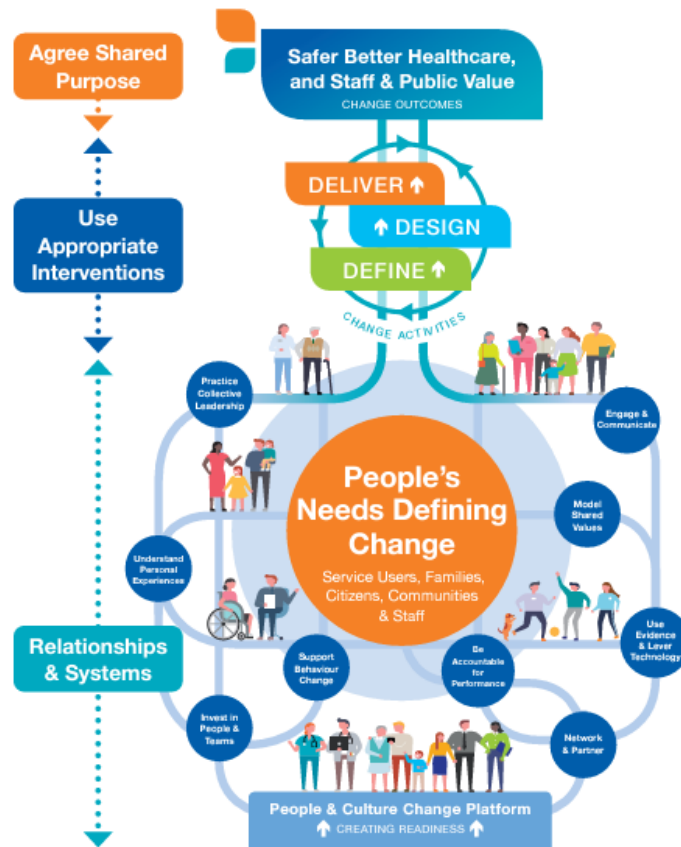 Agree Shared
Purpose
Safer Better Healthcare,
and Staff & Public Value
CHANGE OUTCOMES
Use
Appropriate
Interventions
DELIVER
DESIGN
DEFINE
CHANGE ACTIVITIES
Practice
Collective
Leadership
Engage &
Communicate
People's
Needs Defining
Change
Service Users, Families,
Citizens, Communities
& Staff
Model
Shared
Values
Understand
Personal
Experiences
Use
Evidence
& Lever
Technology
Relationships
& Systems
Support
Behaviour
Change
Be
Accountable
for
Performance
Invest in
People &
Teams
Network
& Partner
People & Culture Change Platform
CREATING READINESS